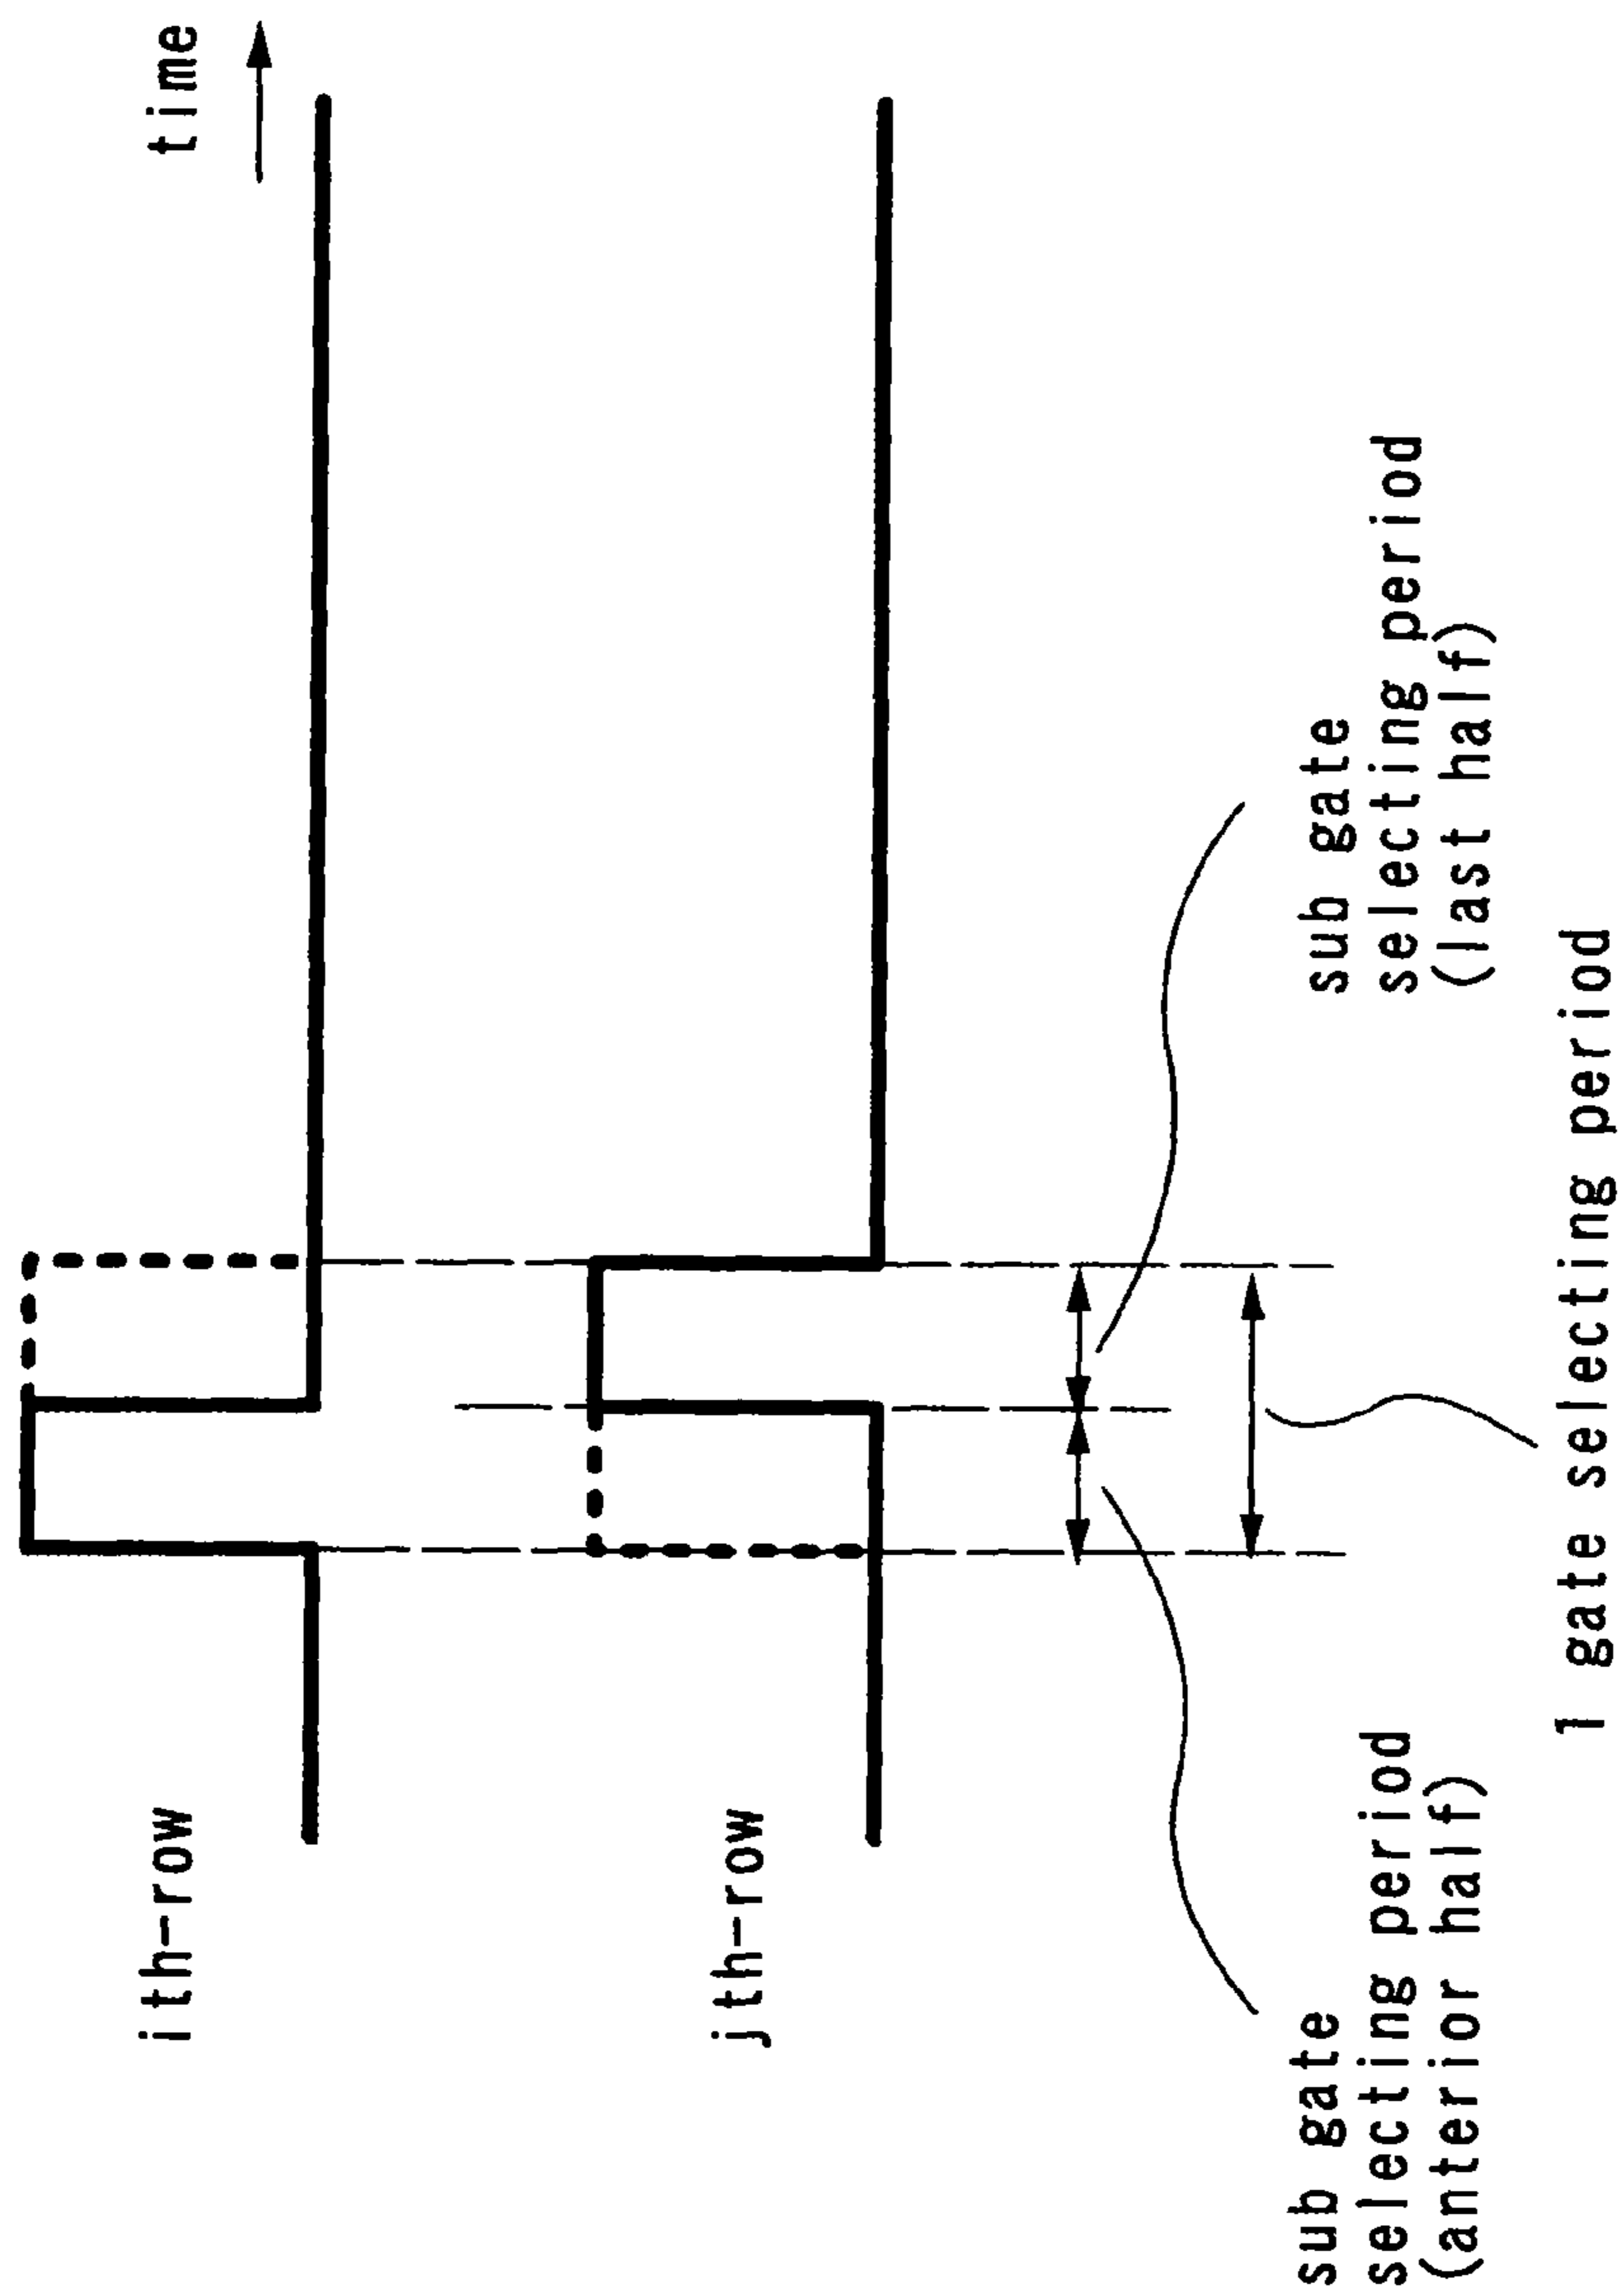 time
ith-row
jth-row
sub gate
selecting period
(anterior half)
sub gate
selecting period
(last half)
1 gate selecting period